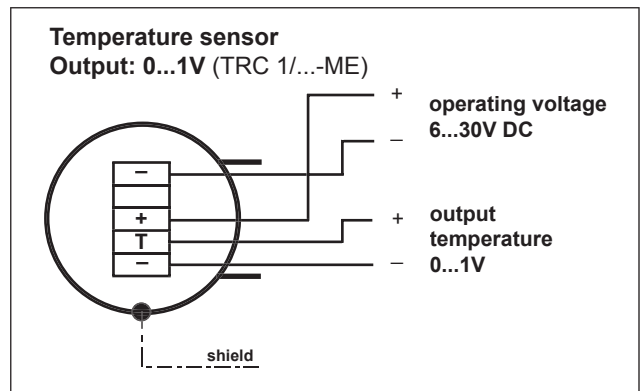 Temperature sensor
Output: 0...1V (TRC 1/...-ME)
+
operating voltage
6...30V DC
–
–
+
T
–
+
output
temperature
0...1V
–
shield